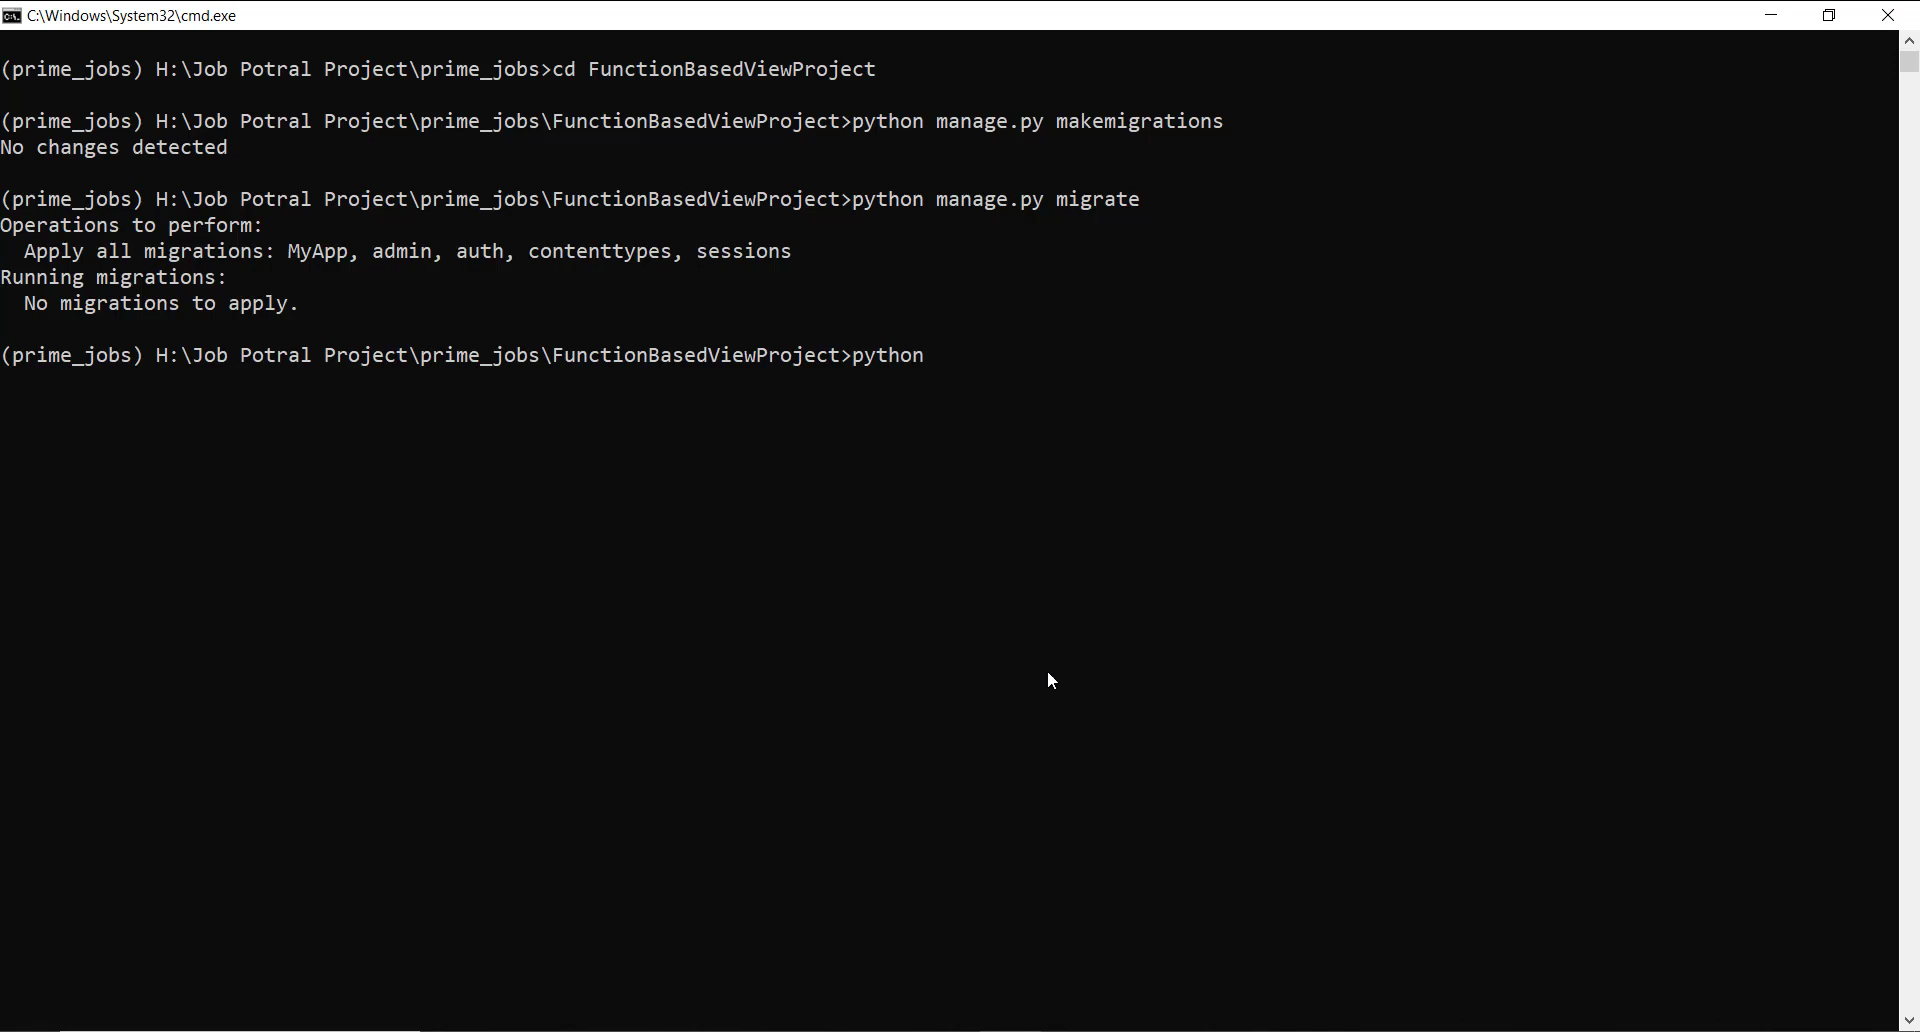 C:\Windows\System32\cmd.exe
(prime_jobs) H:\Job Potral Project\prime_jobs>cd FunctionBasedViewProject
(prime_jobs) H:\Job Potral Project\prime_jobs\FunctionBasedViewProject>python manage.py makemigrations
No changes detected
(prime_jobs) H:\Job Potral Project\prime_jobs\FunctionBasedViewProject>python manage.py migrate
Operations to perform:
  Apply all migrations: MyApp, admin, auth, contenttypes, sessions
Running migrations:
  No migrations to apply.
(prime_jobs) H:\Job Potral Project\prime_jobs\FunctionBasedViewProject>python